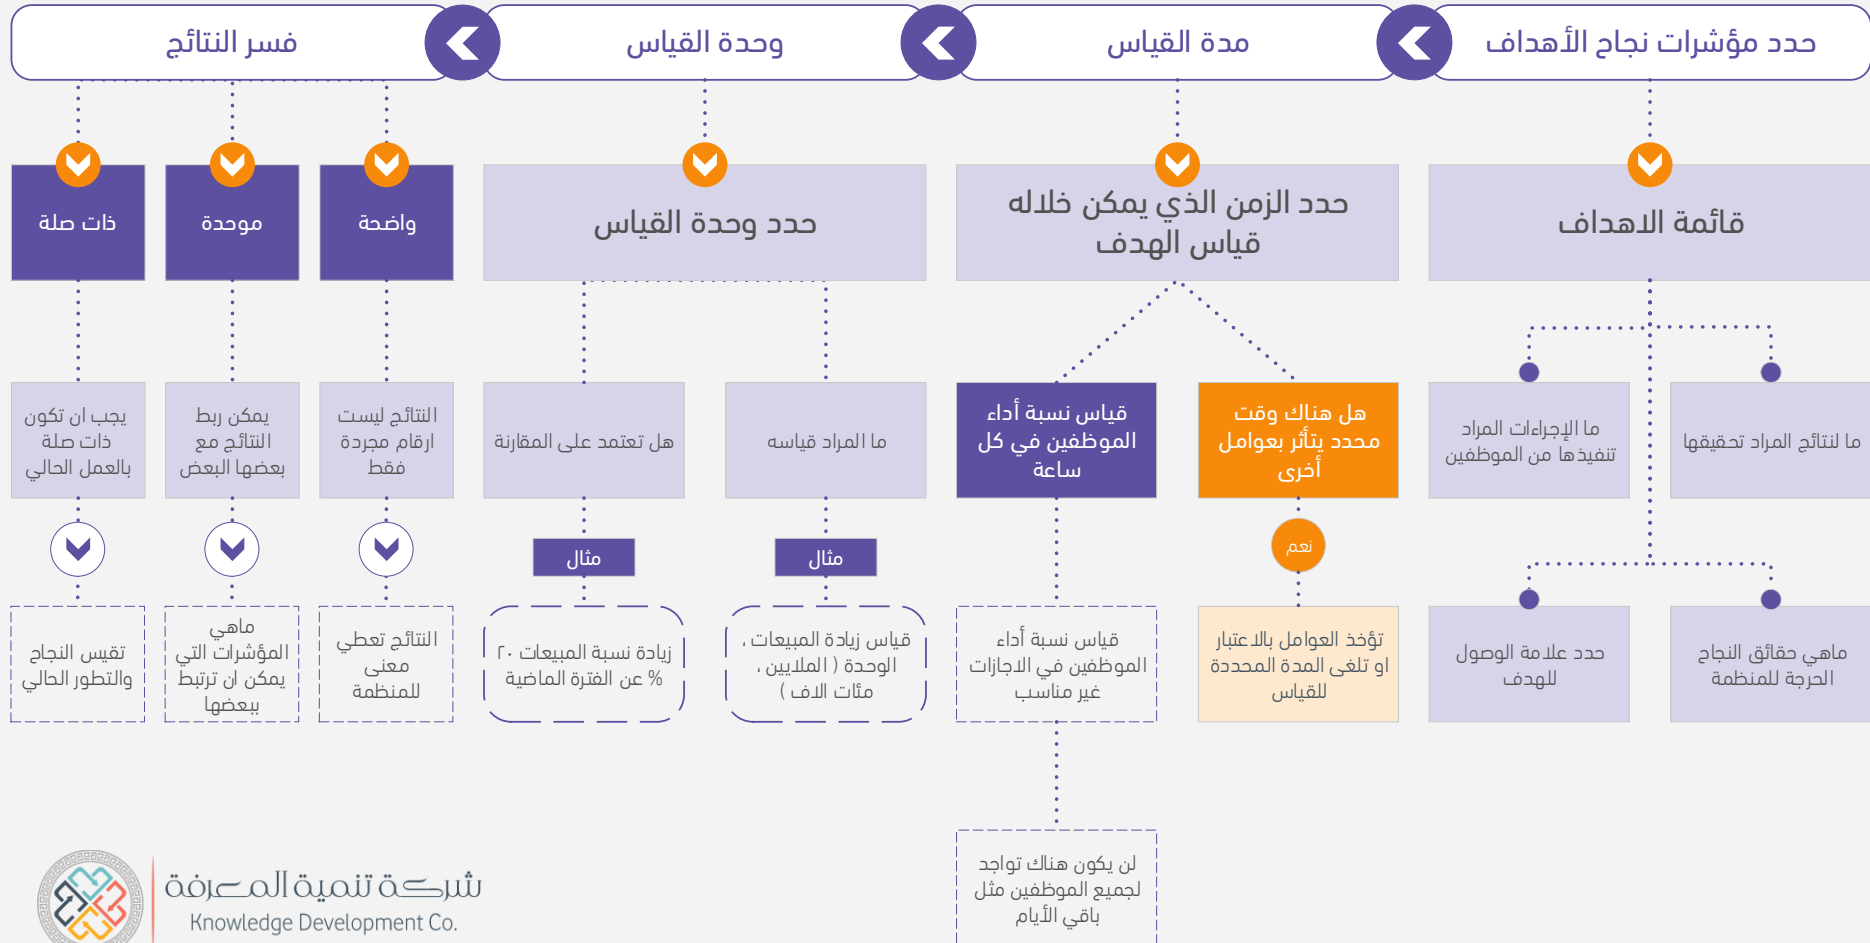 حدد مؤشرات نجاح الأهداف
مدة القياس
وحدة القياس
فسر النتائج
قائمة الاهداف
حدد الزمن الذي يمكن خلاله
قياس الهدف
حدد وحدة القياس
واضحة
موحدة
ذات صلة
ما لنتائج المراد تحقيقها
ما الإجراءات المراد
تنفيذها من الموظفين
هل هناك وقت
محدد يتأثر بعوامل
أخرى
قياس نسبة أداء
الموظفين في كل
ساعة
ما المراد قياسه
هل تعتمد على المقارنة
النتائج ليست
ارقام مجردة
فقط
يمكن ربط
النتائج مع
بعضها البعض
يجب ان تكون
ذات صلة
بالعمل الحالي
نعم
مثال
مثال
ماهي حقائق النجاح
الحرجة للمنظمة
حدد علامة الوصول
للهدف
تؤخذ العوامل بالاعتبار
او تلغى المدة المحددة
للقياس
قياس نسبة أداء
الموظفين في الاجازات
غير مناسب
قياس زيادة المبيعات ،
الوحدة ( الملايين ،
مئات الاف )
زيادة نسبة المبيعات ٢٠
% عن الفترة الماضية
النتائج تعطي
معنى
للمنظمة
ماهي
المؤشرات التي
يمكن ان ترتبط
ببعضها
تقيس النجاح
والتطور الحالي
لن يكون هناك تواجد
لجميع الموظفين مثل
باقي الأيام
شركة تنمية المعرفة
Knowledge Development Co.